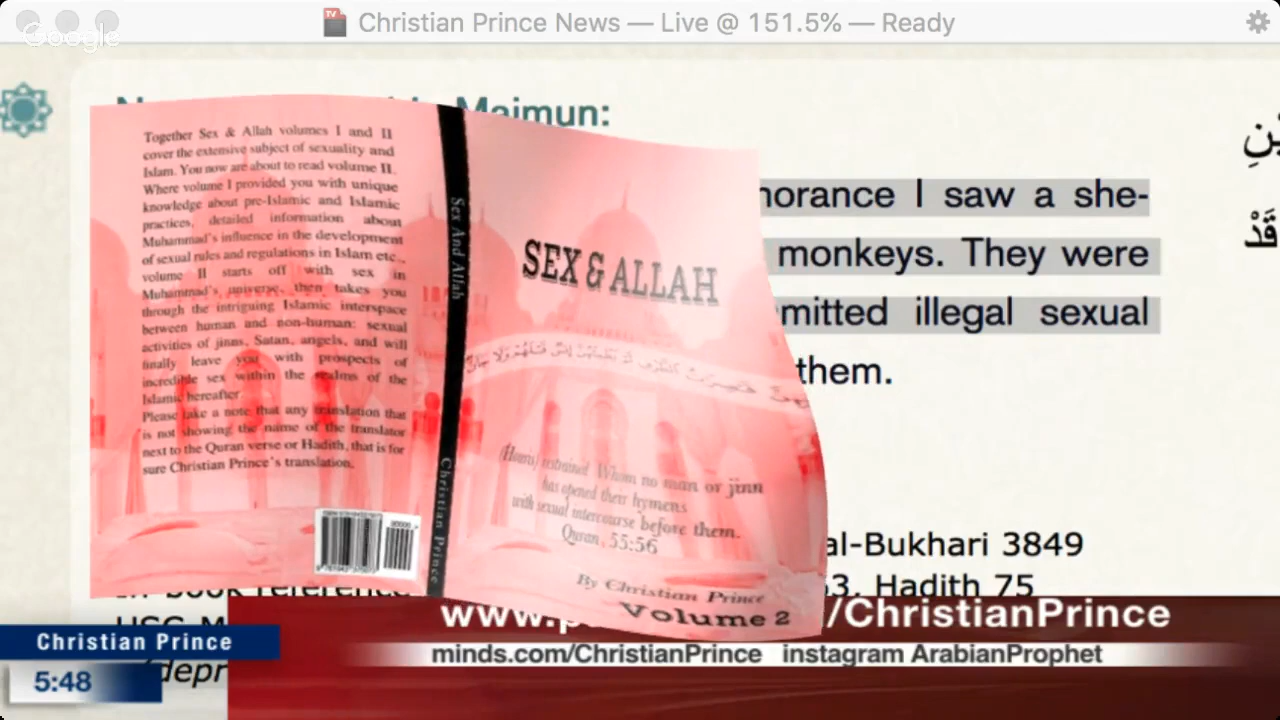 Christian Prince News — Live @ 151.5% — Ready
Google
Maimun:
norance I saw a she-
monkeys. They were
mitted illegal sexual
them.
al-Bukhari 3849
53, Hadith 75
In-book reference
USC-M
(depr
Together Sex & Allah volumes I and II
cover the extensive subject of sexuality and
Islam. You now are about to read volume II.
Where volume I provided you with unique
knowledge about pre-Islamic and Islamic
practices, detailed information about
Muhammad's influence in the development
of sexual rules and regulations in Islam etc.,
volume II starts off with sex in
Muhammad's universe, then takes you
through the intriguing Islamic interspace
between human and non-human: sexual
activities of jinns, Satan, angels, and will
finally leave you with prospects of
incredible sex within the realms of the
Islamic hereafter
Please take a note that any translation that
is not showing the name of the translator
next to the Quran verse or Hadith, that is for
sure Christian Prince's translation.
Sex And Allah
Christian Prince
SEX & ALLAH
(Houris) restrained. Whom no man or jinn
has opened their hymens
with sexual intercourse before them.
Quran, 55:56
By Christian Prince
Volume 2
www.p /ChristianPrince
minds.com/ChristianPrince instagram ArabianProphet
Christian Prince
5:48